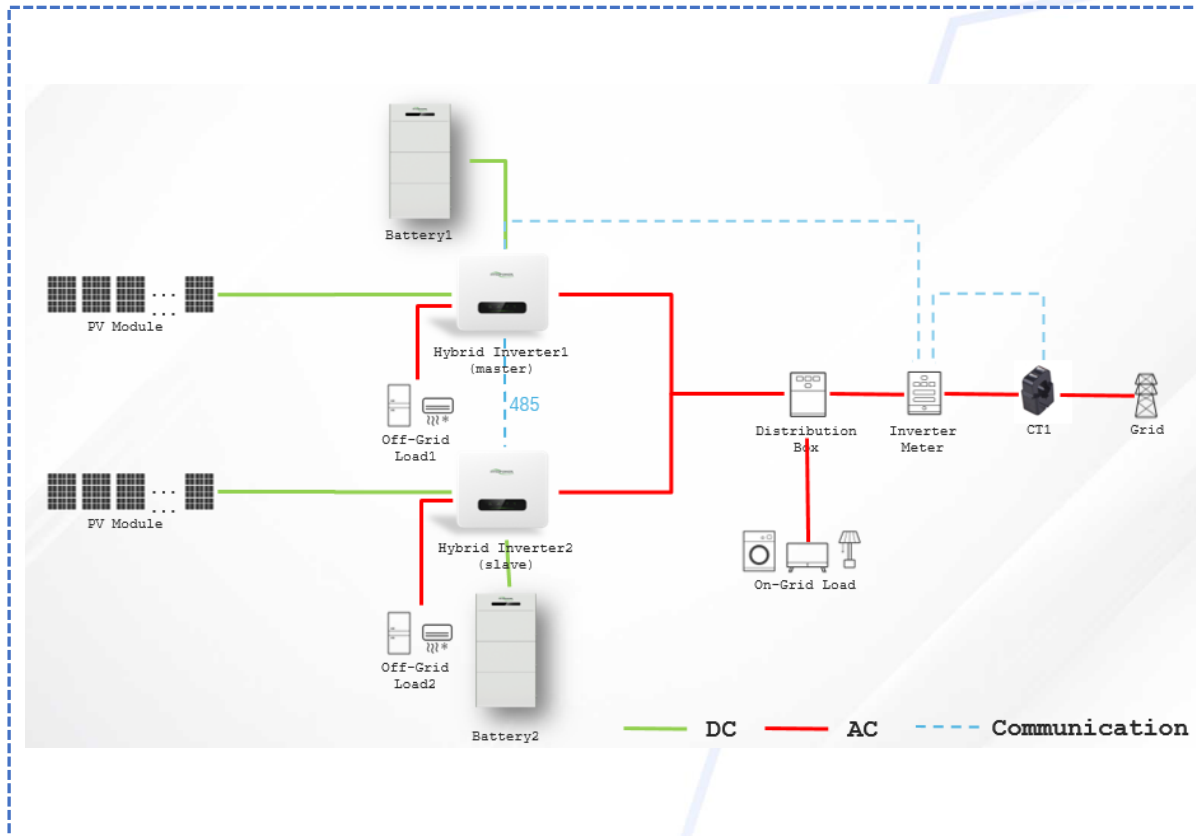 Battery1
PV Module
Hybrid Inverter1
(master)
485
Off-Grid
Load1
Distribution
Box
Inverter
Meter
CT1
Grid
PV Module
Hybrid Inverter2
(slave)
On-Grid Load
Off-Grid
Load2
Battery2
DC
AC
Communication